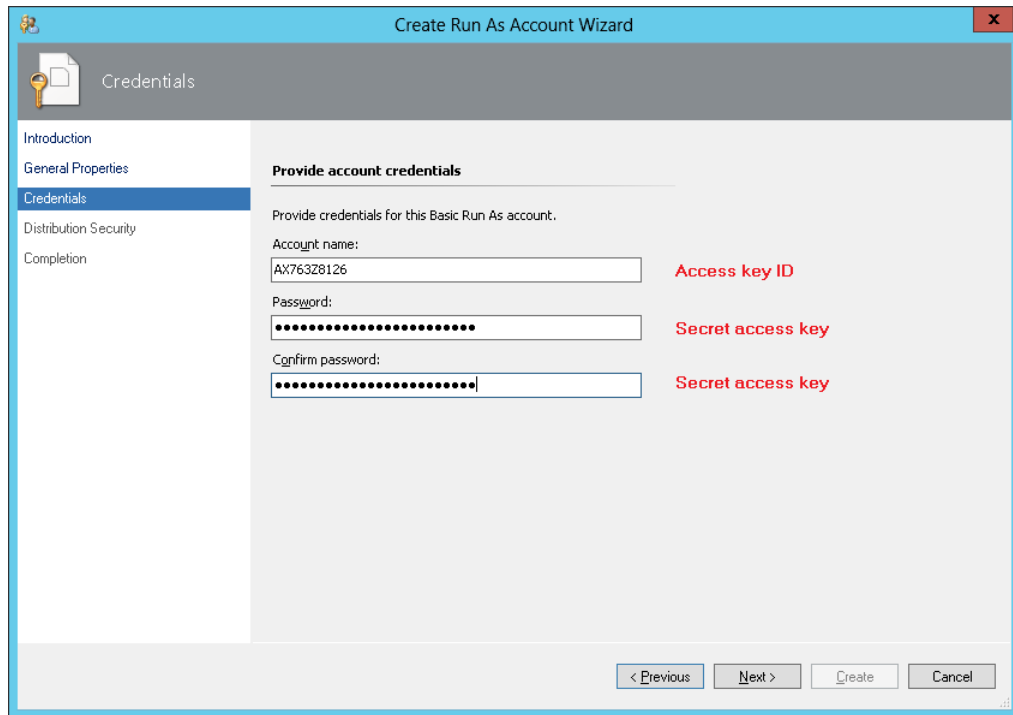 Create Run As Account Wizard
x
Credentials
Introduction
General Properties
Credentials
Distribution Security
Completion
Provide account credentials
Provide credentials for this Basic Run As account.
Account name:
AX763Z8126
Access key ID
Password:
••••••••••••••••••••••••
Secret access key
Confirm password:
••••••••••••••••••••••••
Secret access key
< Previous
Next >
Create
Cancel